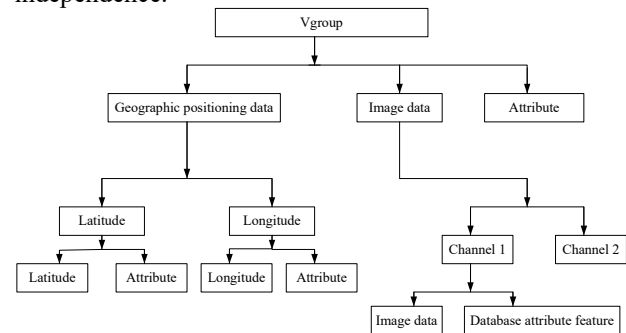 independence.
Vgroup
Geographic positioning data
Image data
Attribute
Latitude
Longitude
Channel 1
Channel 2
Latitude
Attribute
Longitude
Attribute
Image data
Database attribute feature